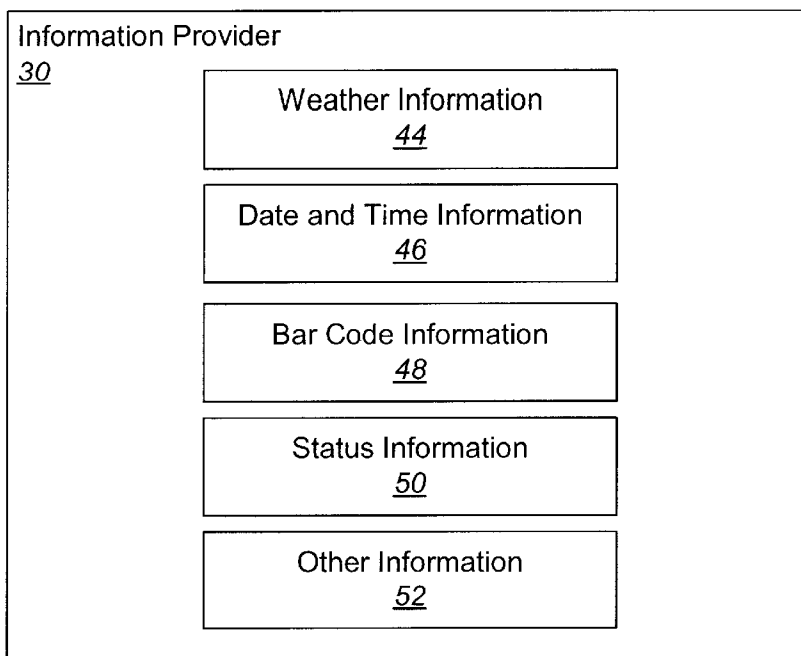 Information Provider
30
Weather Information
44
Date and Time Information
46
Bar Code Information
48
Status Information
50
Other Information
52